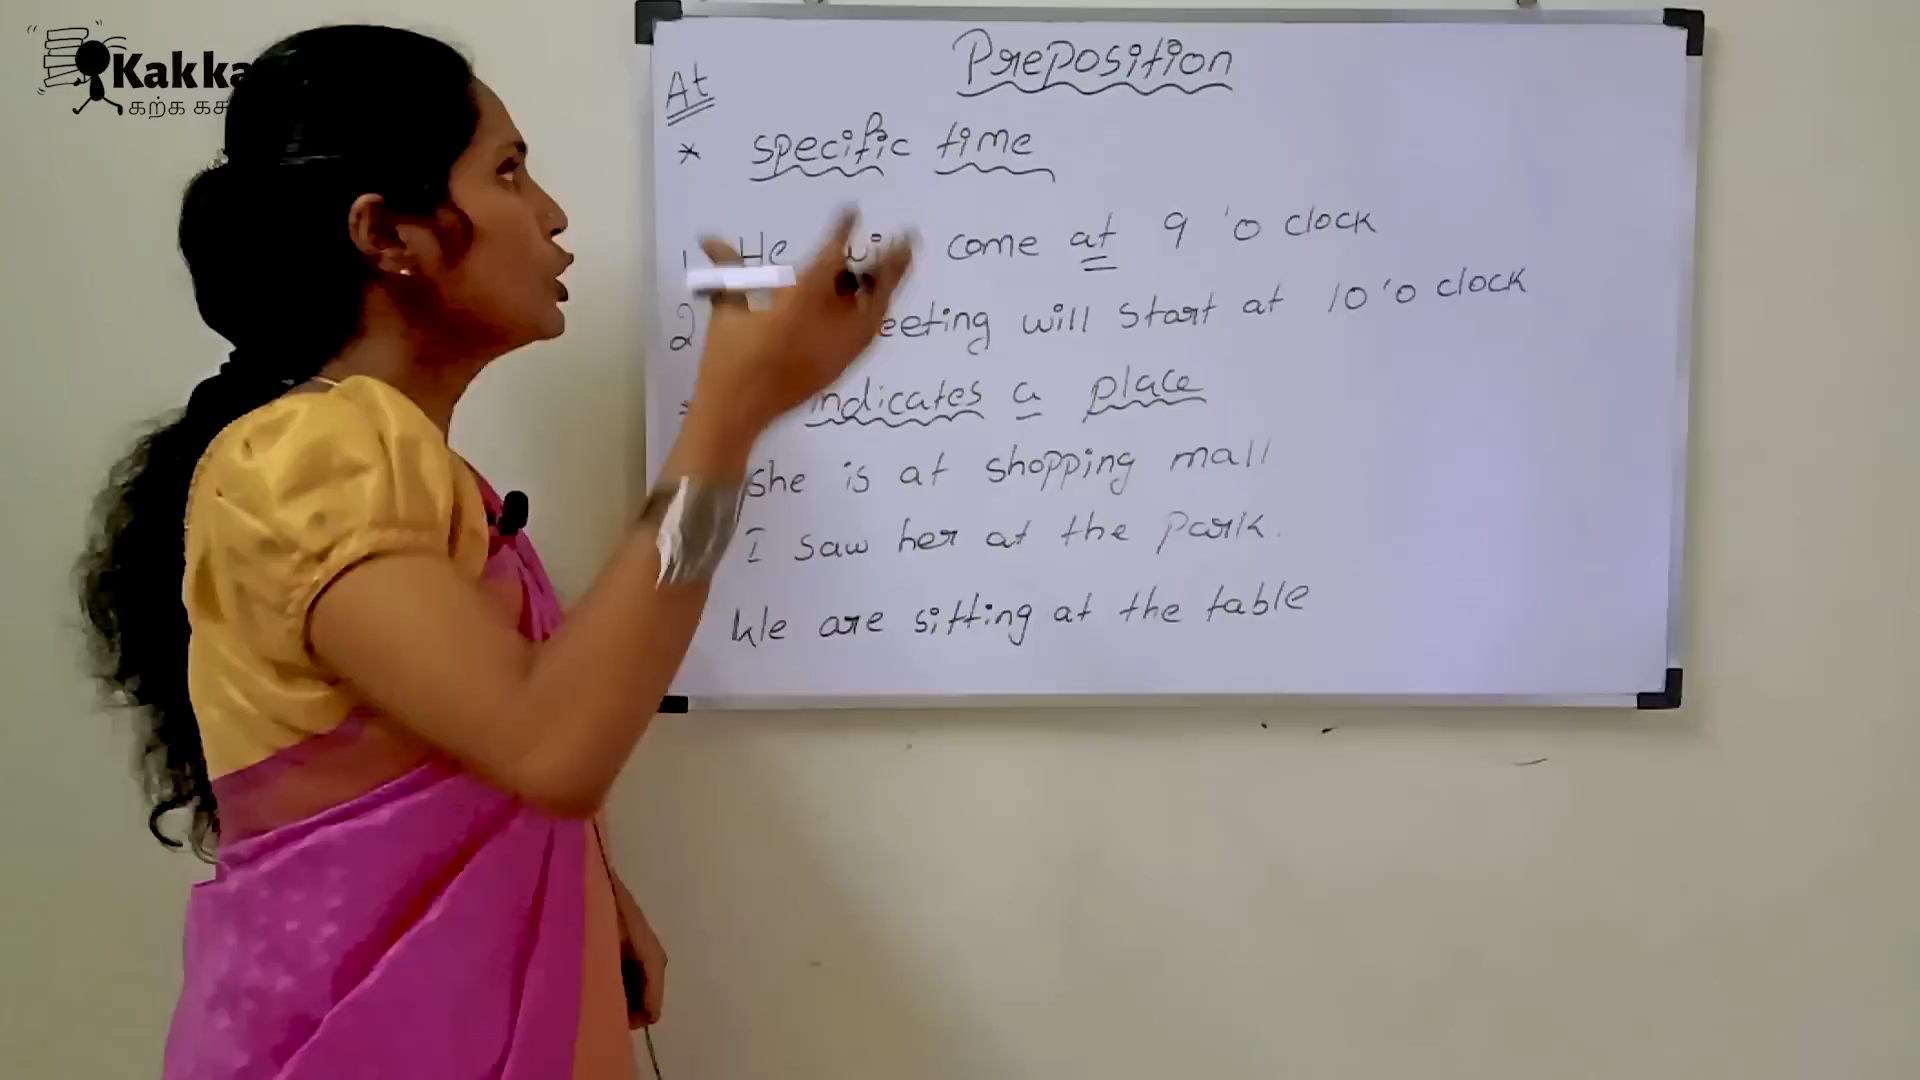 Kakka
கற்க கச
Preposition
At
* specific time
1. He will come at 9 'o clock
2 eeting will start at 10 'o clock
* indicates a place
She is at shopping mall
I saw her at the park.
We are sitting at the table